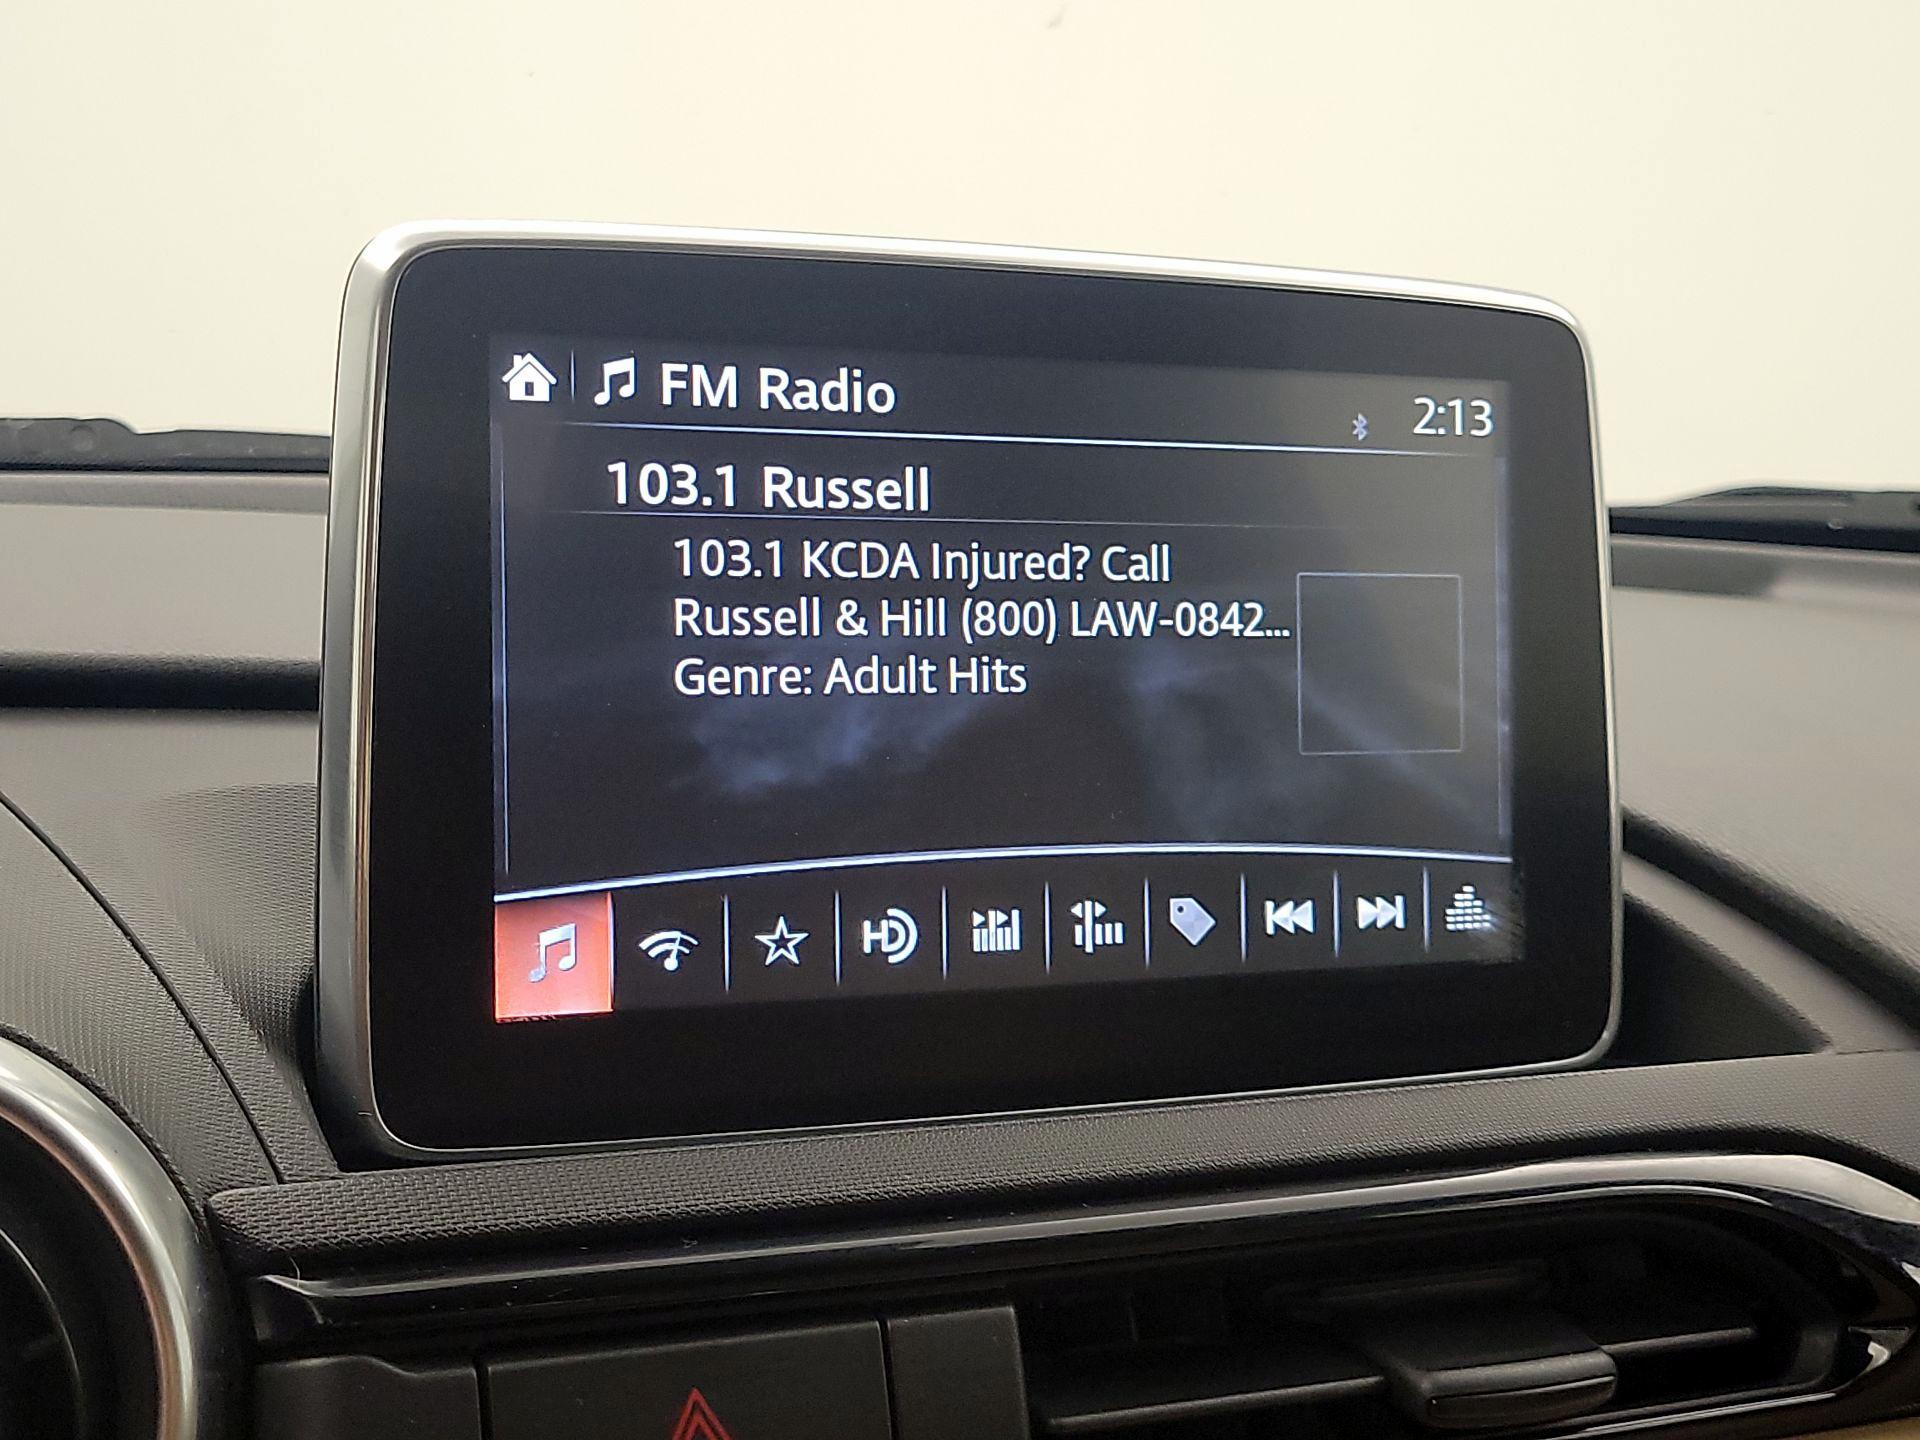 FM Radio
2:13
103.1 Russell
103.1 KCDA Injured? Call
Russell & Hill (800) LAW-0842...
Genre: Adult Hits
HD